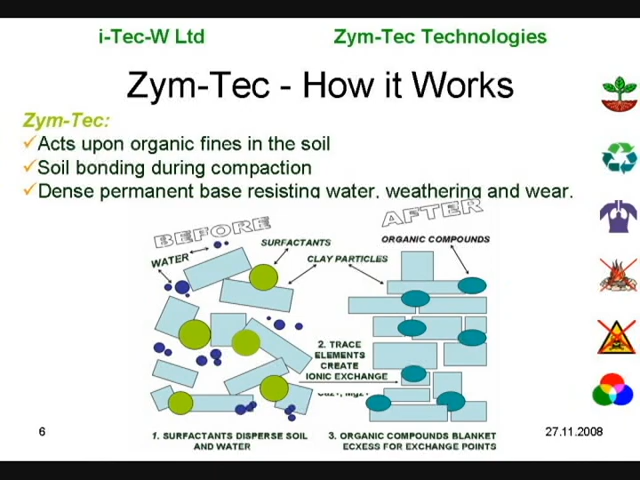 i-Tec-W Ltd
Zym-Tec Technologies
Zym-Tec - How it Works
Zym-Tec:
Acts upon organic fines in the soil
Soil bonding during compaction
Dense permanent base resisting water, weathering and wear.
BEFORE
AFTER
WATER
SURFACTANTS
CLAY PARTICLES
ORGANIC COMPOUNDS
2. TRACE
ELEMENTS
CREATE
IONIC EXCHANGE
1. SURFACTANTS DISPERSE SOIL
AND WATER
3. ORGANIC COMPOUNDS BLANKET
ECXESS FOR EXCHANGE POINTS
6
27.11.2008